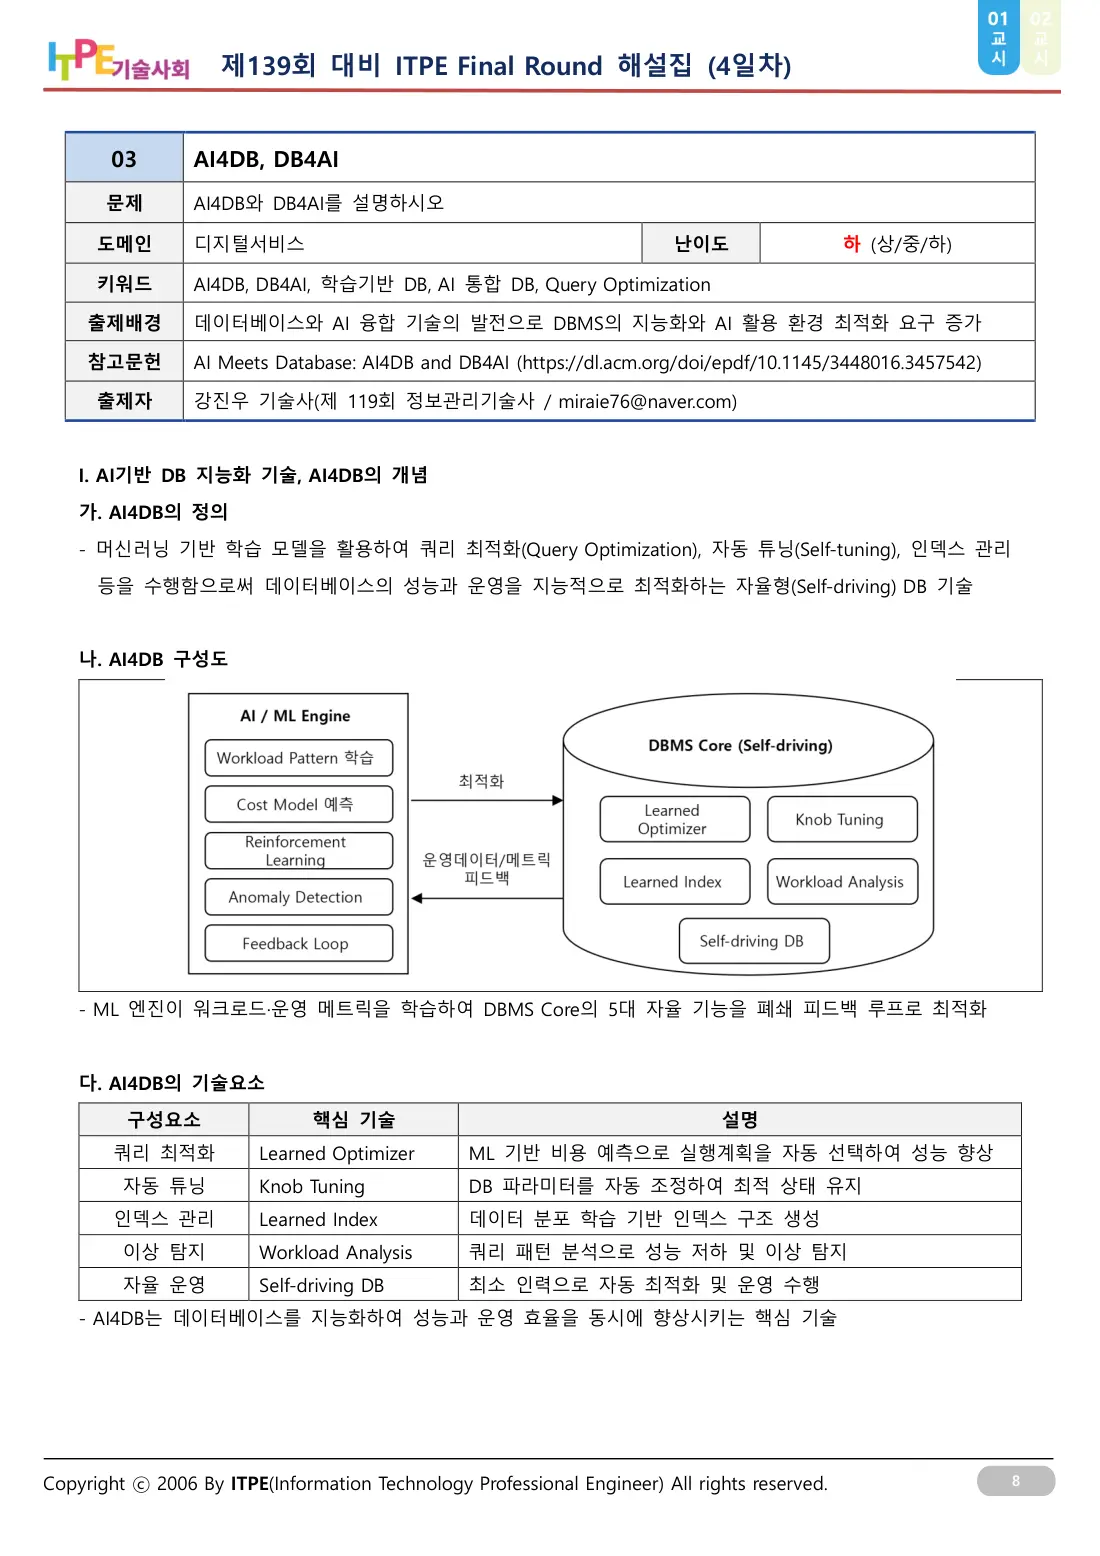 ITPE기술사회 제139회 대비 ITPE Final Round 해설집 (4일차)
01 교시
02 교시
03 AI4DB, DB4AI
문제 AI4DB와 DB4AI를 설명하시오
도메인 디지털서비스 난이도 하 (상/중/하)
키워드 AI4DB, DB4AI, 학습기반 DB, AI 통합 DB, Query Optimization
출제배경 데이터베이스와 AI 융합 기술의 발전으로 DBMS의 지능화와 AI 활용 환경 최적화 요구 증가
참고문헌 AI Meets Database: AI4DB and DB4AI (https://dl.acm.org/doi/epdf/10.1145/3448016.3457542)
출제자 강진우 기술사(제 119회 정보관리기술사 / miraie76@naver.com)
I. AI기반 DB 지능화 기술, AI4DB의 개념
가. AI4DB의 정의
- 머신러닝 기반 학습 모델을 활용하여 쿼리 최적화(Query Optimization), 자동 튜닝(Self-tuning), 인덱스 관리
등을 수행함으로써 데이터베이스의 성능과 운영을 지능적으로 최적화하는 자율형(Self-driving) DB 기술
나. AI4DB 구성도
AI / ML Engine
Workload Pattern 학습
Cost Model 예측
Reinforcement
Learning
Anomaly Detection
Feedback Loop
최적화
운영데이터/메트릭
피드백
DBMS Core (Self-driving)
Learned
Optimizer
Knob Tuning
Learned Index
Workload Analysis
Self-driving DB
- ML 엔진이 워크로드·운영 메트릭을 학습하여 DBMS Core의 5대 자율 기능을 폐쇄 피드백 루프로 최적화
다. AI4DB의 기술요소
구성요소 핵심 기술 설명
쿼리 최적화 Learned Optimizer ML 기반 비용 예측으로 실행계획을 자동 선택하여 성능 향상
자동 튜닝 Knob Tuning DB 파라미터를 자동 조정하여 최적 상태 유지
인덱스 관리 Learned Index 데이터 분포 학습 기반 인덱스 구조 생성
이상 탐지 Workload Analysis 쿼리 패턴 분석으로 성능 저하 및 이상 탐지
자율 운영 Self-driving DB 최소 인력으로 자동 최적화 및 운영 수행
- AI4DB는 데이터베이스를 지능화하여 성능과 운영 효율을 동시에 향상시키는 핵심 기술
Copyright ⓒ 2006 By ITPE(Information Technology Professional Engineer) All rights reserved.
8